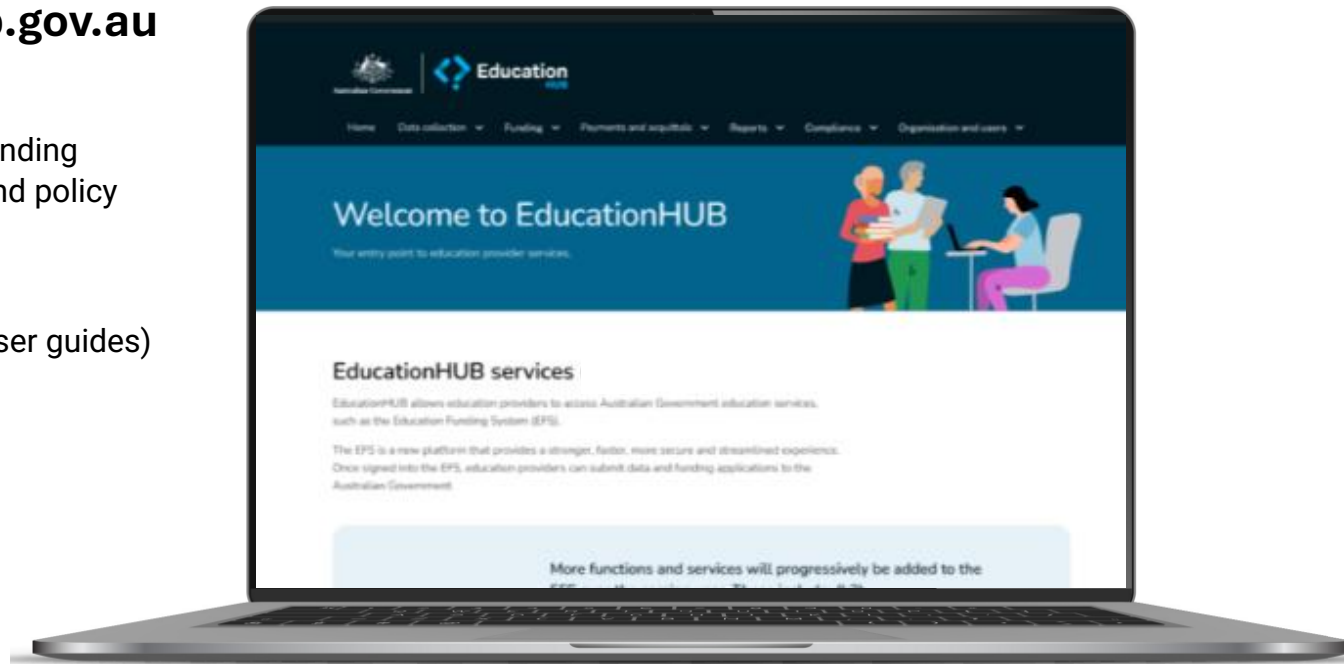 .gov.au
nding
nd policy
ser guides)
Australian Government
Education
HUB
Home Data collection Funding Payments and acquittals Reports Compliance Organisation and users
Welcome to EducationHUB
Your entry point to education provider services.
EducationHUB services
EducationHUB allows education providers to access Australian Government education services,
such as the Education Funding System (EFS).
The EFS is a new platform that provides a stronger, faster, more secure and streamlined experience.
Once signed into the EFS, education providers can submit data and funding applications to the
Australian Government.
More functions and services will progressively be added to the